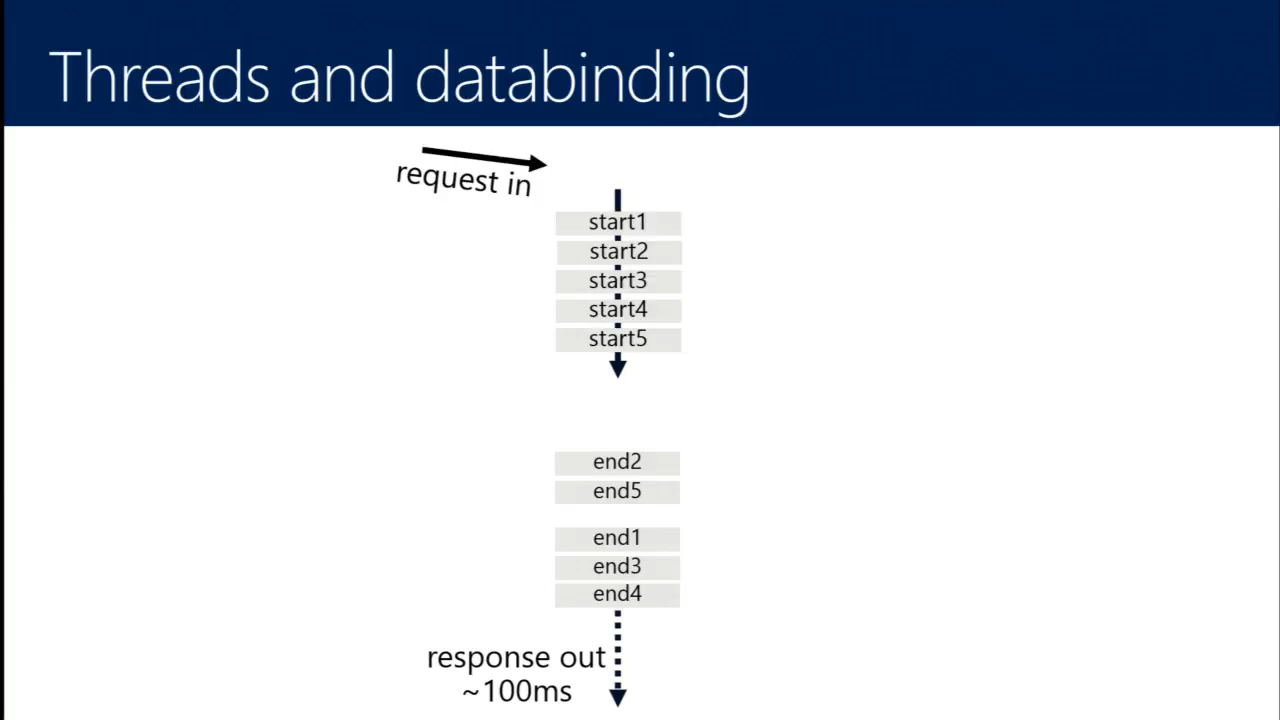 Threads and databinding
request in
start1
start2
start3
start4
start5
end2
end5
end1
end3
end4
response out
~100ms